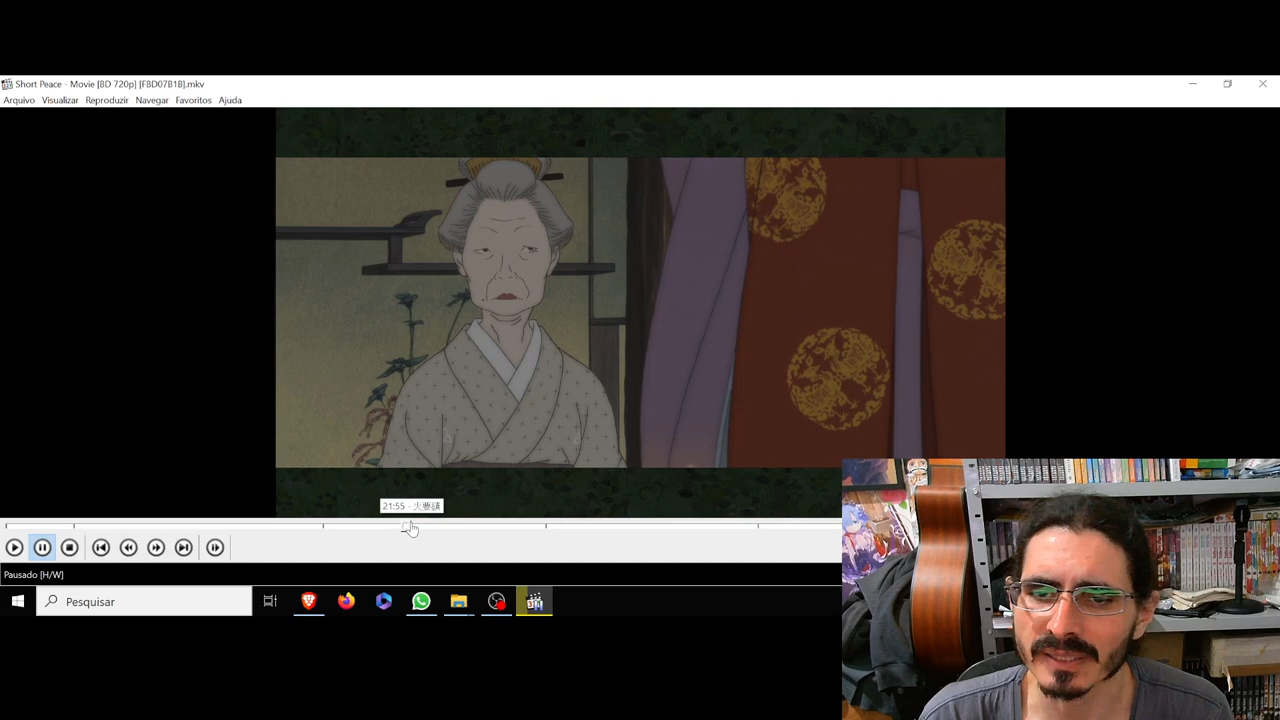 Short Peace - Movie [BD 720p] [FBD07B1B].mkv
Arquivo Visualizar Reproduzir Navegar Favoritos Ajuda
21:55 - 火要鎮
Pausado [H/W]
Pesquisar